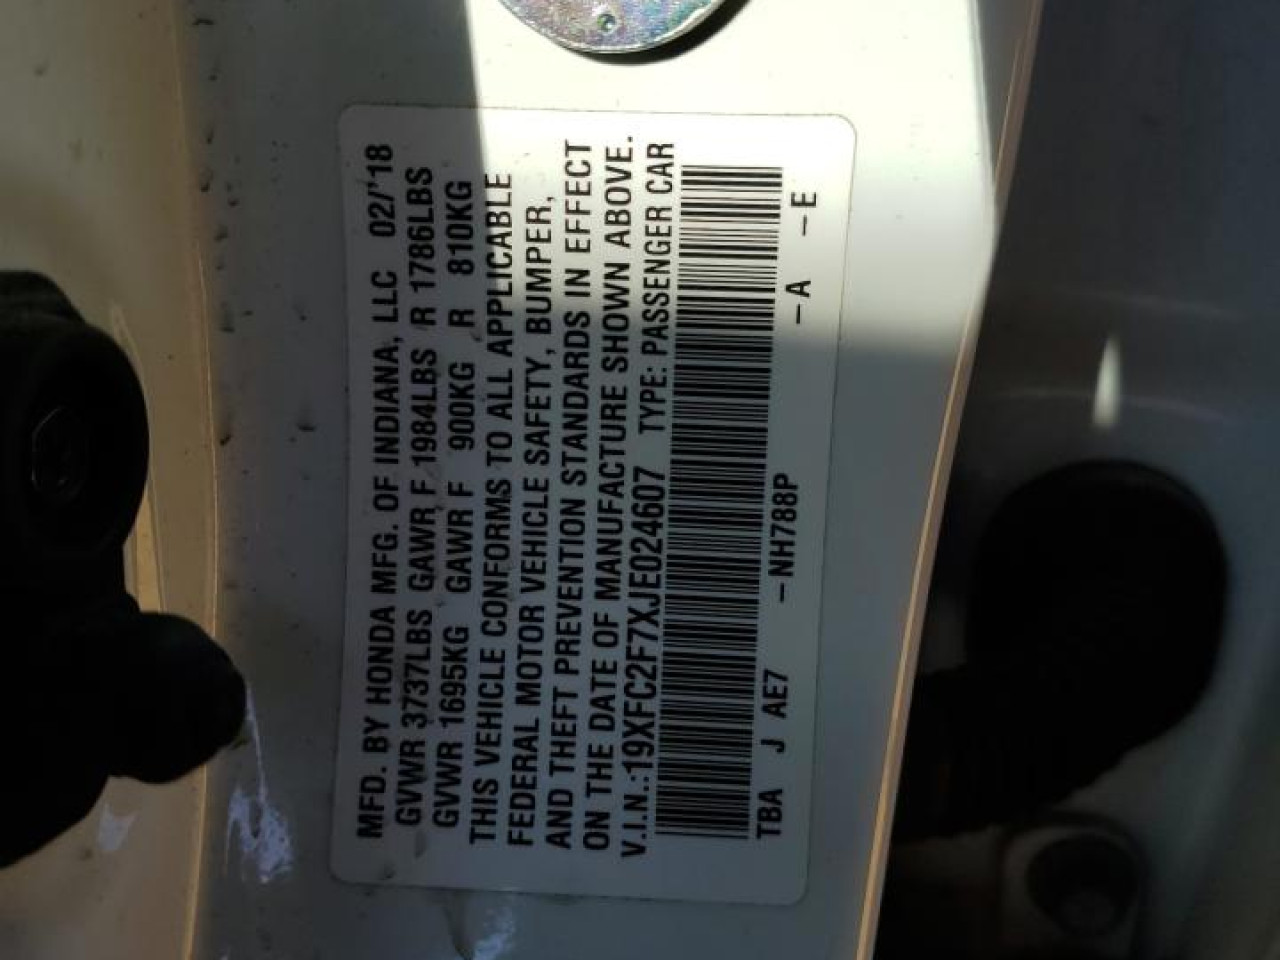 MFD. BY HONDA MFG. OF INDIANA, LLC 02/'18
GVWR 3737LBS GAWR F 1984LBS R 1786LBS
GVWR 1695KG GAWR F 900KG R 810KG
THIS VEHICLE CONFORMS TO ALL APPLICABLE
FEDERAL MOTOR VEHICLE SAFETY, BUMPER,
AND THEFT PREVENTION STANDARDS IN EFFECT
ON THE DATE OF MANUFACTURE SHOWN ABOVE.
V.I.N.:19XFC2F7XJE024607 TYPE: PASSENGER CAR
TBA J AE7 -NH788P -A -E